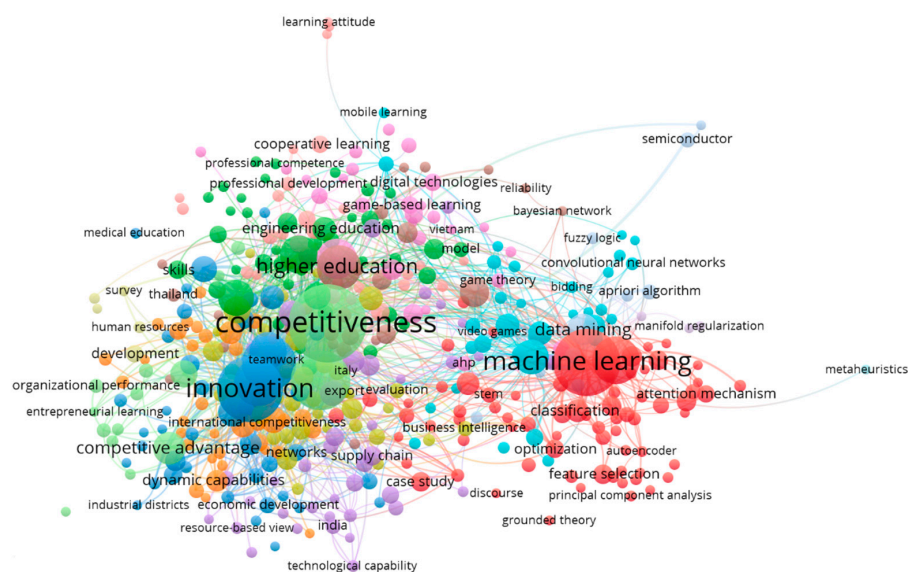 learning attitude
mobile learning
semiconductor
cooperative learning
professional competence
professional development
digital technologies
reliability
game-based learning
bayesian network
engineering education
vietnam
medical education
model
fuzzy logic
convolutional neural networks
skills
higher education
game theory
bidding
apriori algorithm
survey
thailand
competitiveness
human resources
video games
data mining
manifold regularization
development
teamwork
italy
ahp
machine learning
metaheuristics
organizational performance
innovation
export
evaluation
stem
attention mechanism
entrepreneurial learning
international competitiveness
business intelligence
classification
competitive advantage
networks
supply chain
optimization
autoencoder
dynamic capabilities
case study
feature selection
discourse
principal component analysis
industrial districts
economic development
resource-based view
india
grounded theory
technological capability